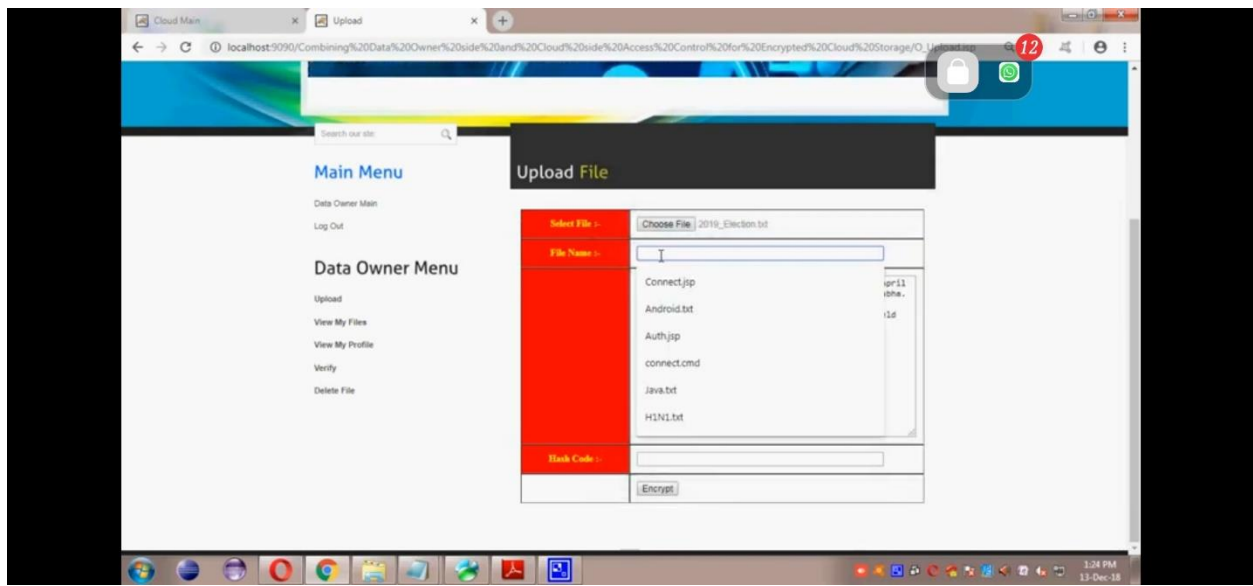 Cloud Main
Upload
localhost:9090/Combining%20Data%20Owner%20side%20and%20Cloud%20side%20Access%20Control%20for%20Encrypted%20Cloud%20Storage/O_Upload.jsp
12
Search our site:
Main Menu
Data Owner Main
Log Out
Data Owner Menu
Upload
View My Files
View My Profile
Verify
Delete File
Upload File
Select File :-
Choose File 2019_Election.txt
File Name :-
Connect.jsp
Android.txt
Auth.jsp
connect.cmd
Java.txt
H1N1.txt
Hash Code :-
Encrypt
1:24 PM
13-Dec-18